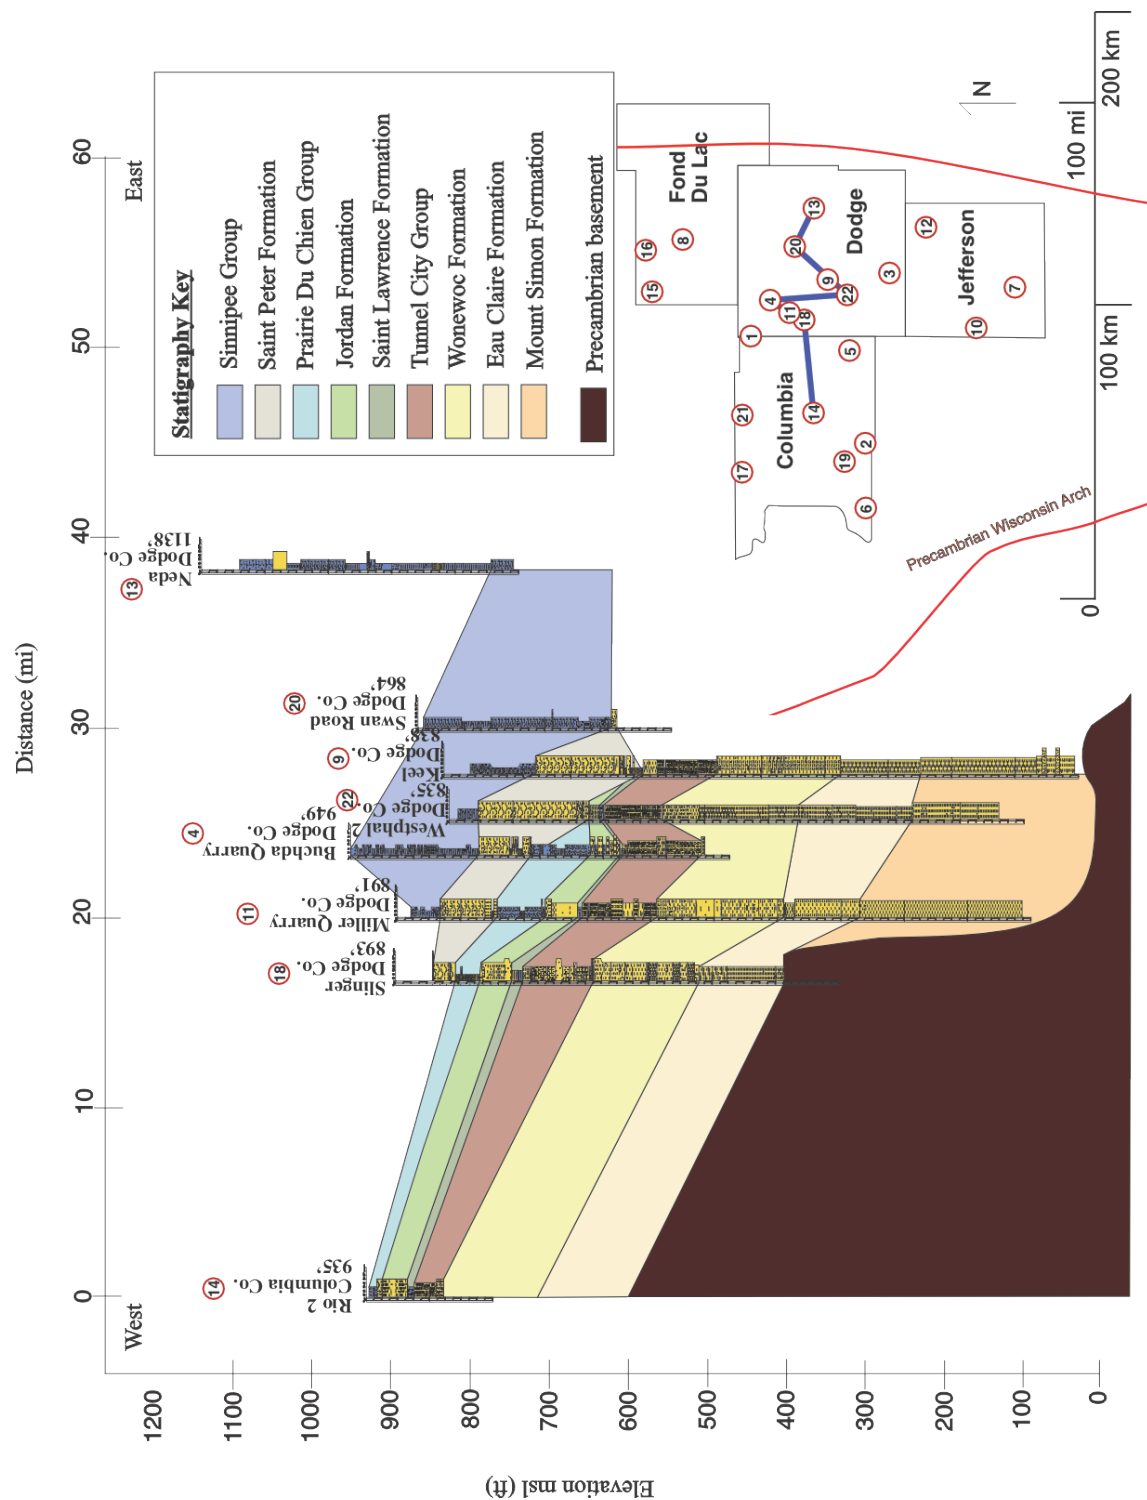 Distance (mi)
0
10
20
30
40
50
60
West
East
Elevation msl (ft)
1200
1100
1000
900
800
700
600
500
400
300
200
100
0
14
Rio 2
Columbia Co.
935'
18
Slinger
Dodge Co.
893'
11
Miller Quarry
Dodge Co.
891'
4
Buchda Quarry
Dodge Co.
949'
22
Westphal 2
Dodge Co.
835'
9
Keel
Dodge Co.
838'
20
Swan Road
Dodge Co.
864'
13
Neda
Dodge Co.
1138'
Statigraphy Key
Sinnipee Group
Saint Peter Formation
Prairie Du Chien Group
Jordan Formation
Saint Lawrence Formation
Tunnel City Group
Wonewoc Formation
Eau Claire Formation
Mount Simon Formation
Precambrian basement
Fond
Du Lac
16
8
15
Dodge
13
20
9
4
22
11
18
3
1
Columbia
21
17
14
5
2
19
6
Jefferson
12
7
10
Precambrian Wisconsin Arch
N
0
100 mi
100 km
200 km